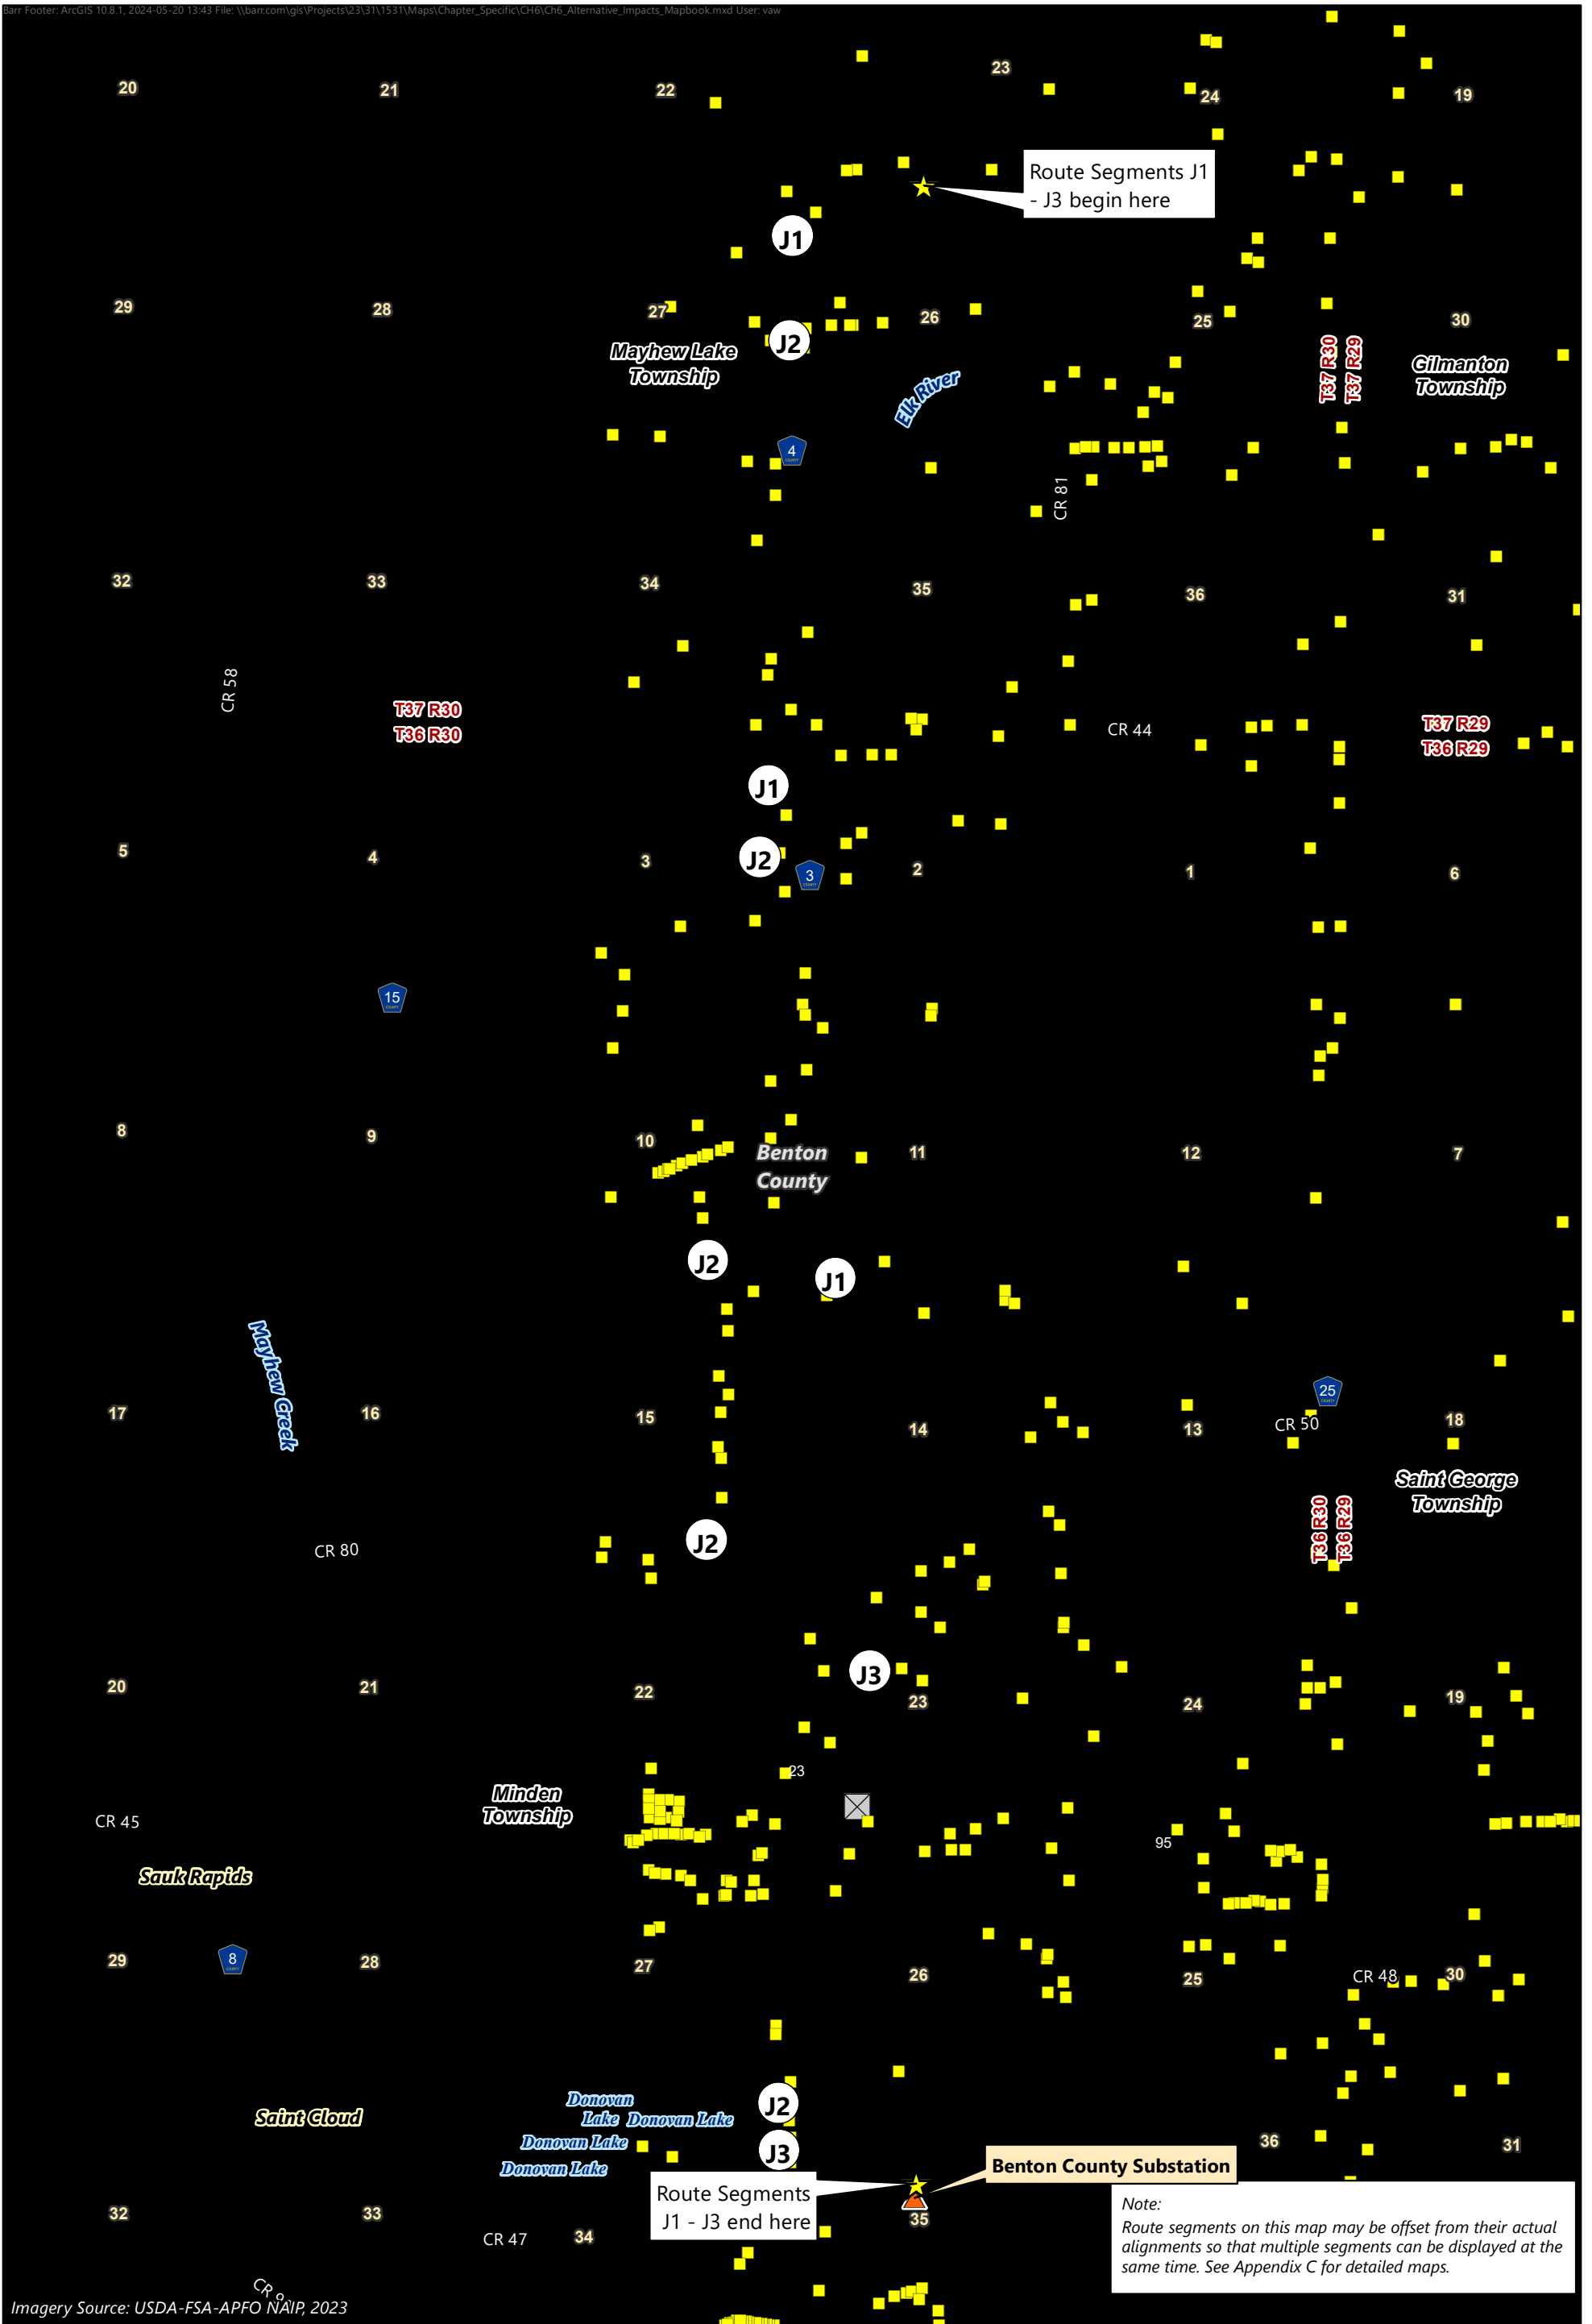 Barr Footer: ArcGIS 10.8.1, 2024-05-20 13:43 File: \\barr.com\gis\Projects\23\31\1531\Maps\Chapter_Specific\CH6\Ch6_Alternative_Impacts_Mapbook.mxd User: vaw
20 21 22 23 24 19
Route Segments J1
- J3 begin here
J1
29 28 27 26 25 30
J2
Mayhew Lake
Township
Elk River
T37 R30
T37 R29
Gilmanton
Township
4
COUNTY
CR 81
32 33 34 35 36 31
CR 58
T37 R30
T36 R30
CR 44
T37 R29
T36 R29
J1
5 4 3 2 1 6
J2
3
COUNTY
15
COUNTY
8 9 10 11 12 7
Benton
County
J2
J1
Mayhew Creek
25
COUNTY
17 16 15 14 13 18
CR 50
Saint George
Township
T36 R30
T36 R29
J2
CR 80
J3
20 21 22 23 24 19
23
Minden
Township
CR 45
95
Sauk Rapids
8
COUNTY
29 28 27 26 25 30
CR 48
Saint Cloud
Donovan
Lake
Donovan Lake
Donovan Lake
Donovan Lake
J2
J3
36 31
Benton County Substation
Route Segments
J1 - J3 end here
32 33 34 35
CR 47
Note:
Route segments on this map may be offset from their actual
alignments so that multiple segments can be displayed at the
same time. See Appendix C for detailed maps.
CR
Imagery Source: USDA-FSA-APFO NAIP, 2023